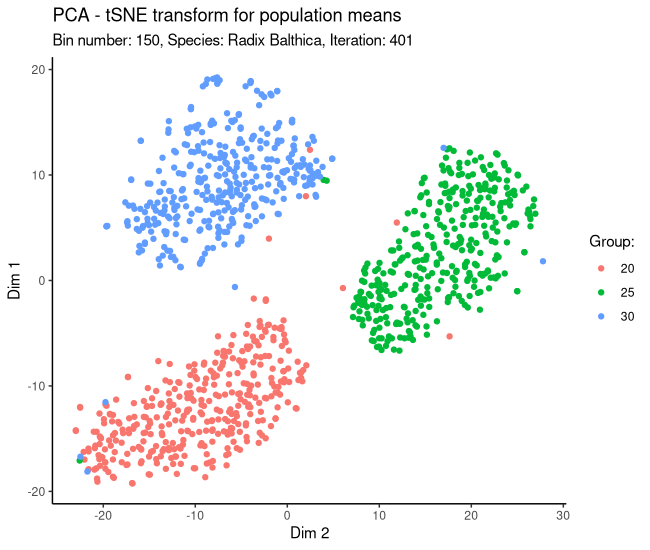 PCA - tSNE transform for population means
Bin number: 150, Species: Radix Balthica, Iteration: 401
20
10
0
-10
-20
Dim 1
-20
-10
0
10
20
30
Dim 2
Group:
20
25
30